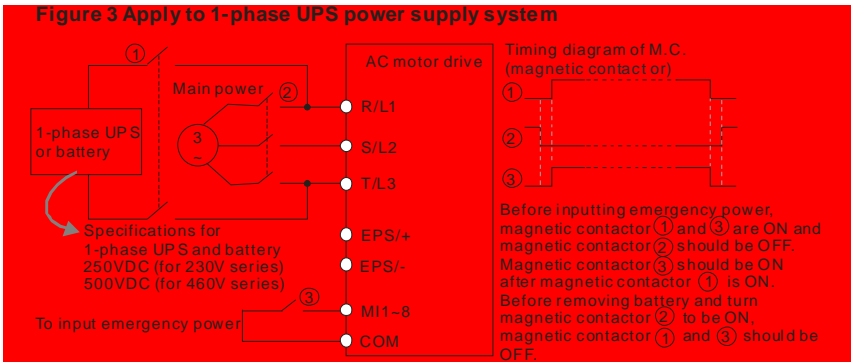 Figure 3 Apply to 1-phase UPS power supply system
1
Main power
2
3
~
1-phase UPS
or battery
Specifications for
1-phase UPS and battery
250VDC (for 230V series)
500VDC (for 460V series)
To input emergency power
3
AC motor drive
R/L1
S/L2
T/L3
EPS/+
EPS/-
MI1~8
COM
Timing diagram of M.C.
(magnetic contactor)
1
2
3
Before inputting emergency power,
magnetic contactor 1 and 3 are ON and
magnetic contactor 2 should be OFF.
Magnetic contactor 3 should be ON
after magnetic contactor 1 is ON.
Before removing battery and turn
magnetic contactor 2 to be ON,
magnetic contactor 1 and 3 should be
OFF.